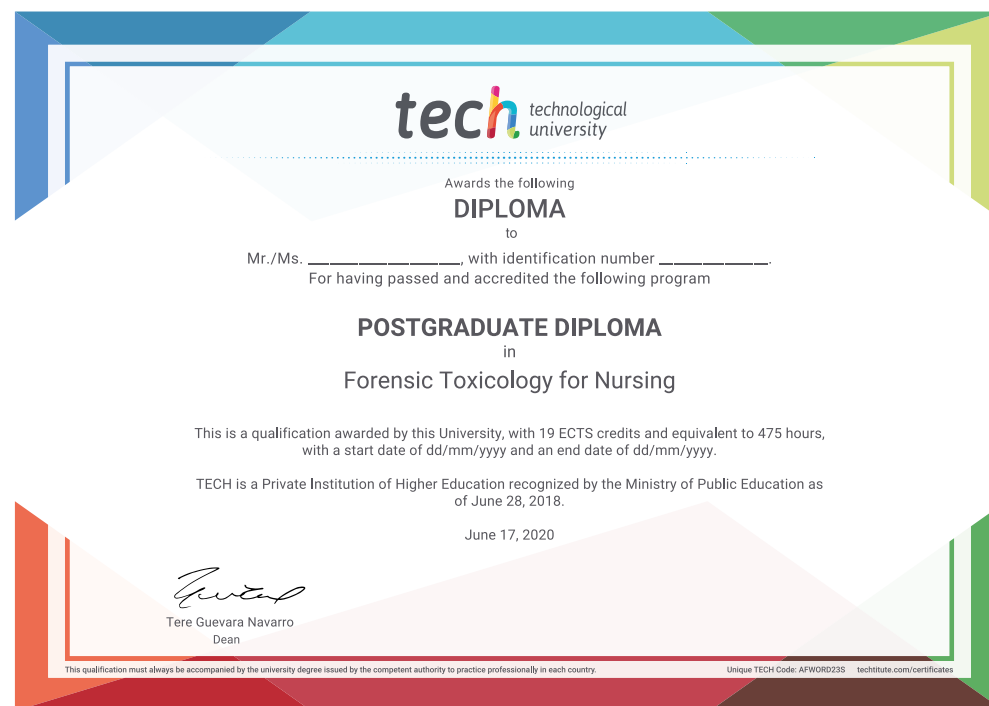 tech technological
university
Awards the following
DIPLOMA
to
Mr./Ms. ____________________, with identification number ______________.
For having passed and accredited the following program
POSTGRADUATE DIPLOMA
in
Forensic Toxicology for Nursing
This is a qualification awarded by this University, with 19 ECTS credits and equivalent to 475 hours,
with a start date of dd/mm/yyyy and an end date of dd/mm/yyyy.
TECH is a Private Institution of Higher Education recognized by the Ministry of Public Education as
of June 28, 2018.
June 17, 2020
Tere Guevara Navarro
Dean
This qualification must always be accompanied by the university degree issued by the competent authority to practice professionally in each country.
Unique TECH Code: AFWORD23S techtitute.com/certificates